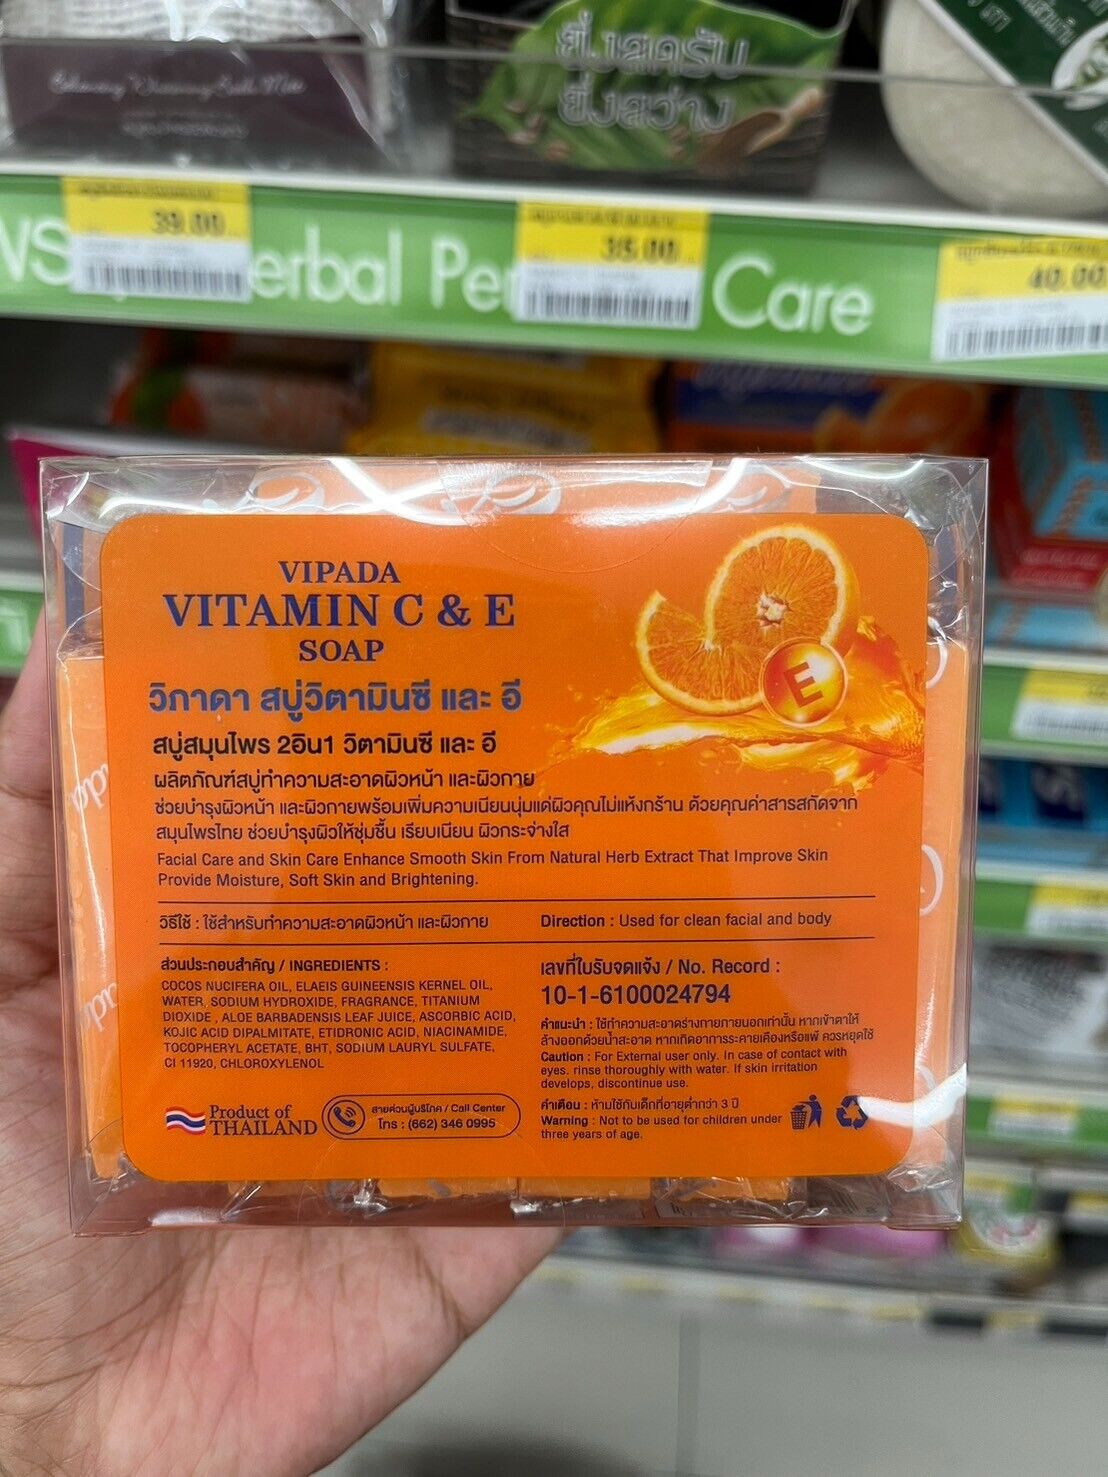 ยิ่งสครับ
ยิ่งสว่าง
39.00
35.00
40.00
erbal Per Care
VIPADA
VITAMIN C & E
SOAP
วิภาดา สบู่วิตามินซี และ อี
สบู่สมุนไพร 2อิน1 วิตามินซี และ อี
ผลิตภัณฑ์สบู่ทำความสะอาดผิวหน้า และผิวกาย
ช่วยบำรุงผิวหน้า และผิวกายพร้อมเพิ่มความเนียนนุ่มแด่ผิวคุณไม่แห้งกร้าน ด้วยคุณค่าสารสกัดจาก
สมุนไพรไทย ช่วยบำรุงผิวให้ชุ่มชื้น เรียบเนียน ผิวกระจ่างใส
Facial Care and Skin Care Enhance Smooth Skin From Natural Herb Extract That Improve Skin
Provide Moisture, Soft Skin and Brightening.
วิธีใช้ : ใช้สำหรับทำความสะอาดผิวหน้า และผิวกาย
Direction : Used for clean facial and body
ส่วนประกอบสำคัญ / INGREDIENTS :
COCOS NUCIFERA OIL, ELAEIS GUINEENSIS KERNEL OIL,
WATER, SODIUM HYDROXIDE, FRAGRANCE, TITANIUM
DIOXIDE , ALOE BARBADENSIS LEAF JUICE, ASCORBIC ACID,
KOJIC ACID DIPALMITATE, ETIDRONIC ACID, NIACINAMIDE,
TOCOPHERYL ACETATE, BHT, SODIUM LAURYL SULFATE,
CI 11920, CHLOROXYLENOL
เลขที่ใบรับจดแจ้ง / No. Record :
10-1-6100024794
คำแนะนำ : ใช้ทำความสะอาดร่างกายภายนอกเท่านั้น หากเข้าตาให้
ล้างออกด้วยน้ำสะอาด หากเกิดอาการระคายเคืองหรือแพ้ ควรหยุดใช้
Caution : For External user only. in case of contact with
eyes. rinse thoroughly with water. If skin irritation
develops, discontinue use.
คำเตือน : ห้ามใช้กับเด็กที่อายุต่ำกว่า 3 ปี
Warning : Not to be used for children under
three years of age.
Product of
THAILAND
สายด่วนผู้บริโภค / Call Center
โทร : (662) 346 0995
E